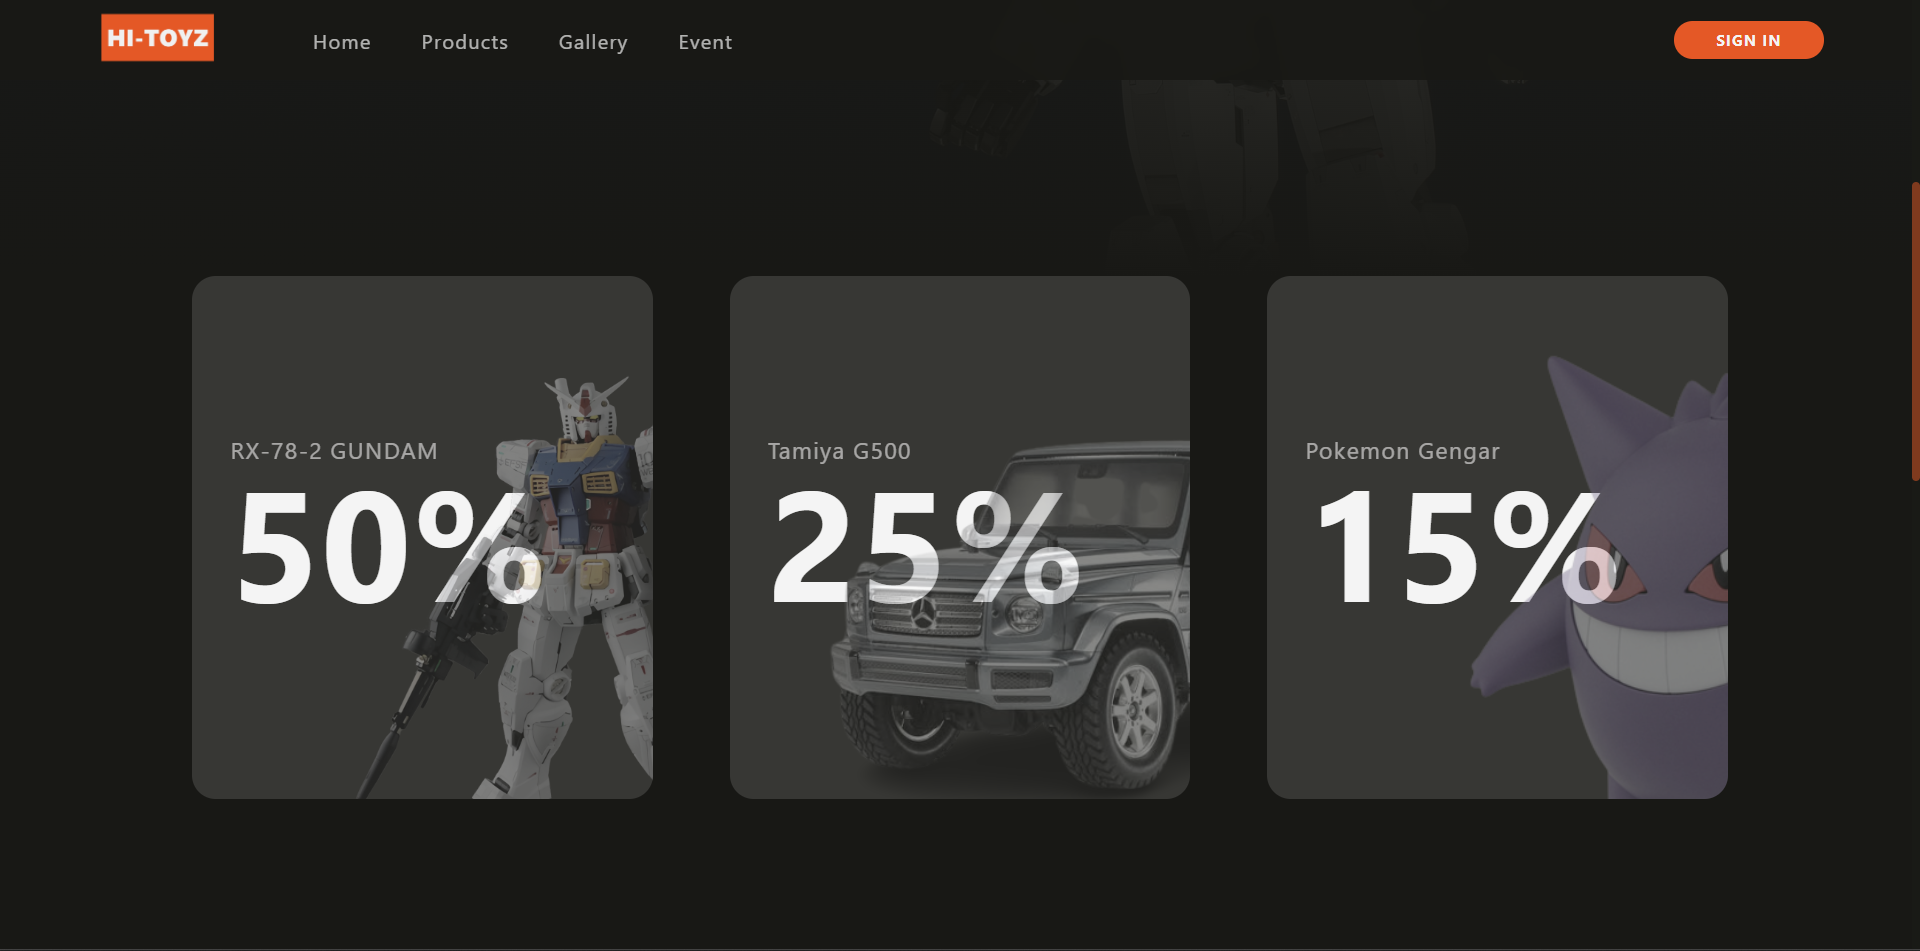 HI-TOYZ
Home
Products
Gallery
Event
SIGN IN
RX-78-2 GUNDAM
50%
Tamiya G500
25%
Pokemon Gengar
15%